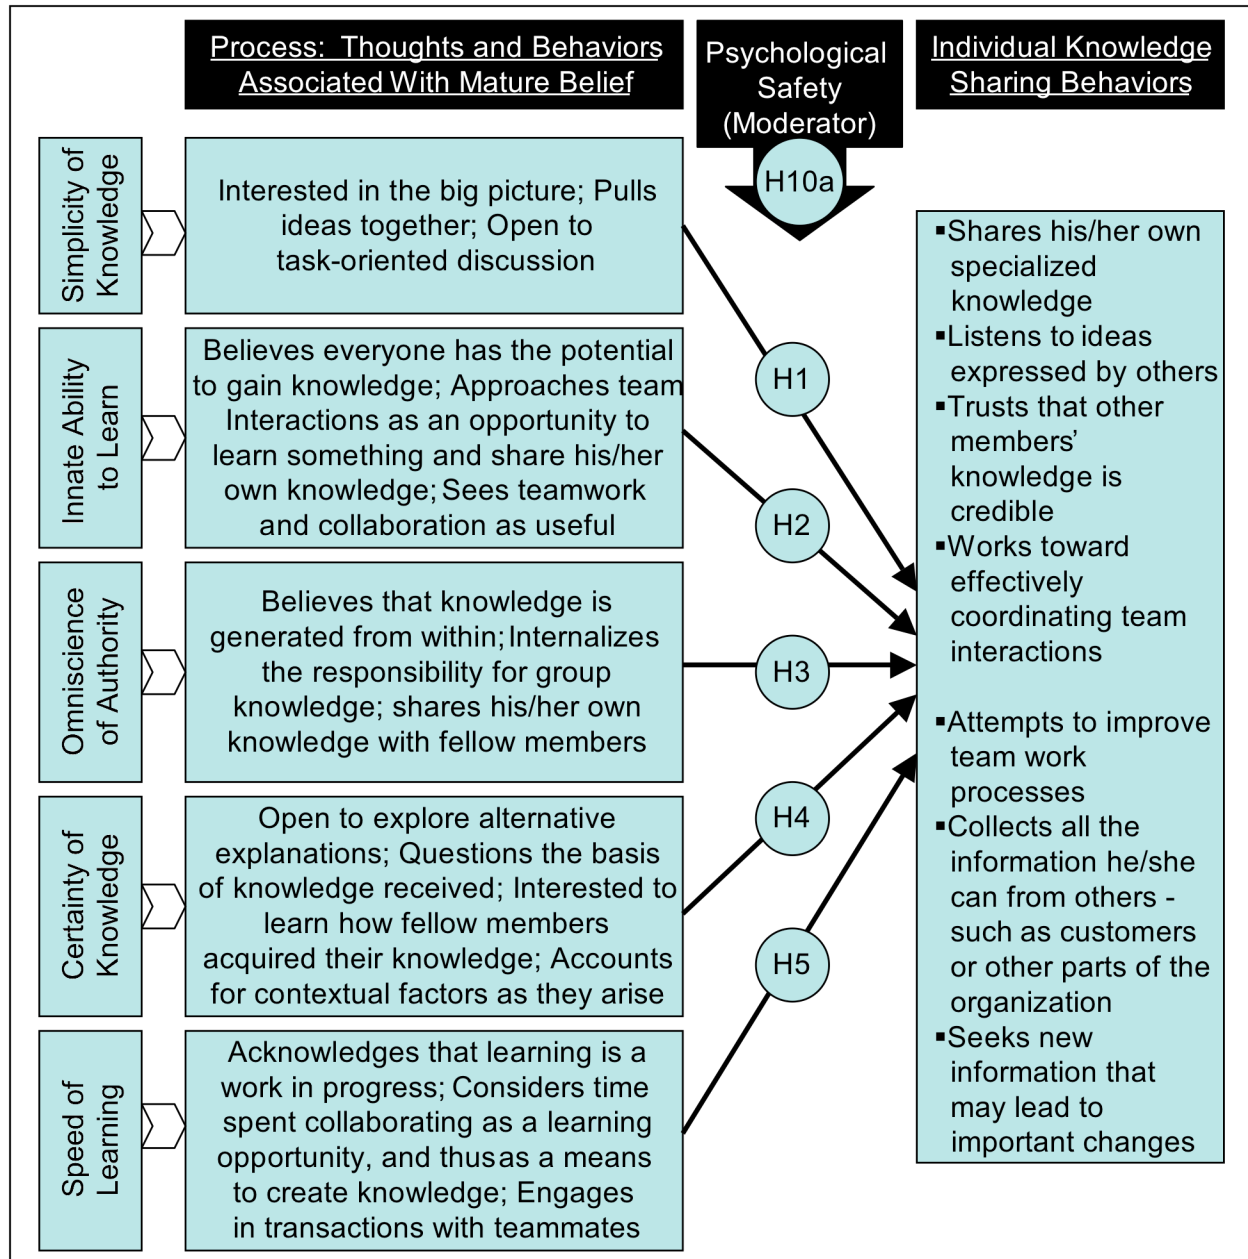 Process: Thoughts and Behaviors
Associated With Mature Belief
Psychological
Safety
(Moderator)
H10a
Individual Knowledge
Sharing Behaviors
Simplicity of
Knowledge
Interested in the big picture; Pulls
ideas together; Open to
task-oriented discussion
H1
Innate Ability
to Learn
Believes everyone has the potential
to gain knowledge; Approaches team
Interactions as an opportunity to
learn something and share his/her
own knowledge; Sees teamwork
and collaboration as useful
H2
Omniscience
of Authority
Believes that knowledge is
generated from within; Internalizes
the responsibility for group
knowledge; shares his/her own
knowledge with fellow members
H3
Certainty of
Knowledge
Open to explore alternative
explanations; Questions the basis
of knowledge received; Interested to
learn how fellow members
acquired their knowledge; Accounts
for contextual factors as they arise
H4
Speed of
Learning
Acknowledges that learning is a
work in progress; Considers time
spent collaborating as a learning
opportunity, and thus as a means
to create knowledge; Engages
in transactions with teammates
H5
▪Shares his/her own
specialized
knowledge
▪Listens to ideas
expressed by others
▪Trusts that other
members’
knowledge is
credible
▪Works toward
effectively
coordinating team
interactions
▪Attempts to improve
team work
processes
▪Collects all the
information he/she
can from others -
such as customers
or other parts of the
organization
▪Seeks new
information that
may lead to
important changes